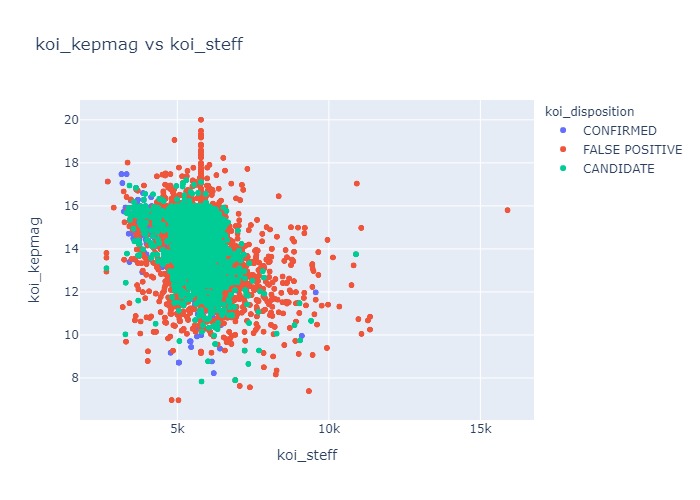 koi_kepmag vs koi_steff
koi_disposition
CONFIRMED
FALSE POSITIVE
CANDIDATE
20
18
16
14
12
10
8
koi_kepmag
5k
10k
15k
koi_steff